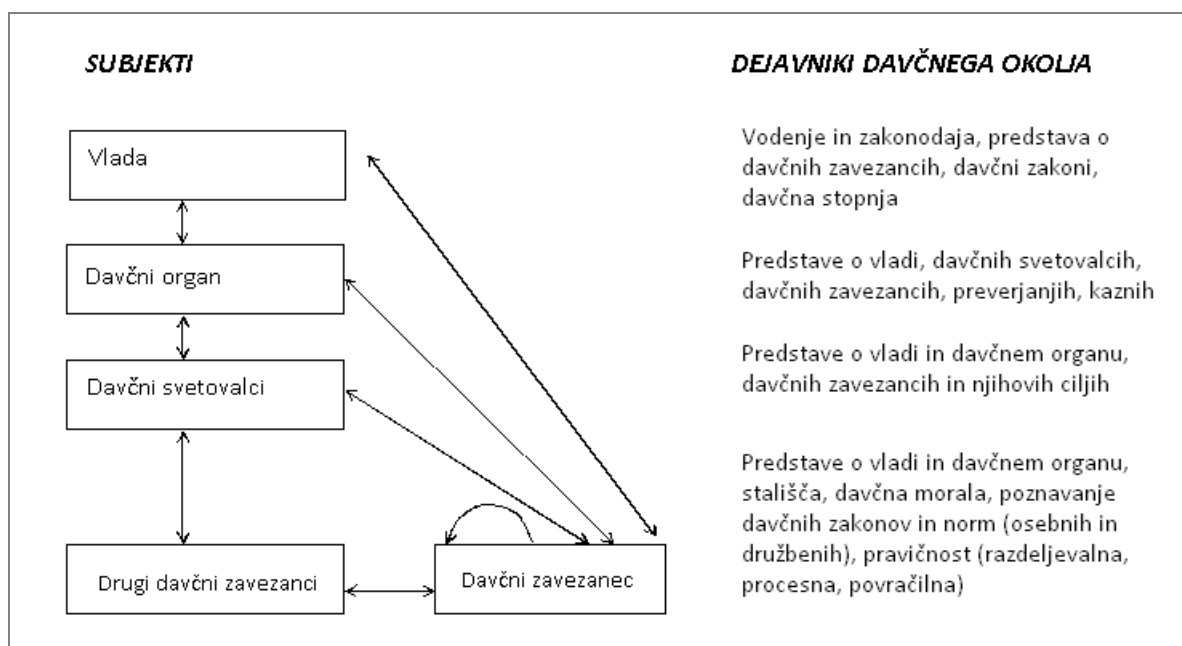 SUBJEKTI
DEJAVNIKI DAVČNEGA OKOLJA
Vlada
Vodenje in zakonodaja, predstava o
davčnih zavezancih, davčni zakoni,
davčna stopnja
Davčni organ
Predstave o vladi, davčnih svetovalcih,
davčnih zavezancih, preverjanjih, kaznih
Davčni svetovalci
Predstave o vladi in davčnem organu,
davčnih zavezancih in njihovih ciljih
Drugi davčni zavezanci
Davčni zavezanec
Predstave o vladi in davčnem organu,
stališča, davčna morala, poznavanje
davčnih zakonov in norm (osebnih in
družbenih), pravičnost (razdeljevalna,
procesna, povračilna)